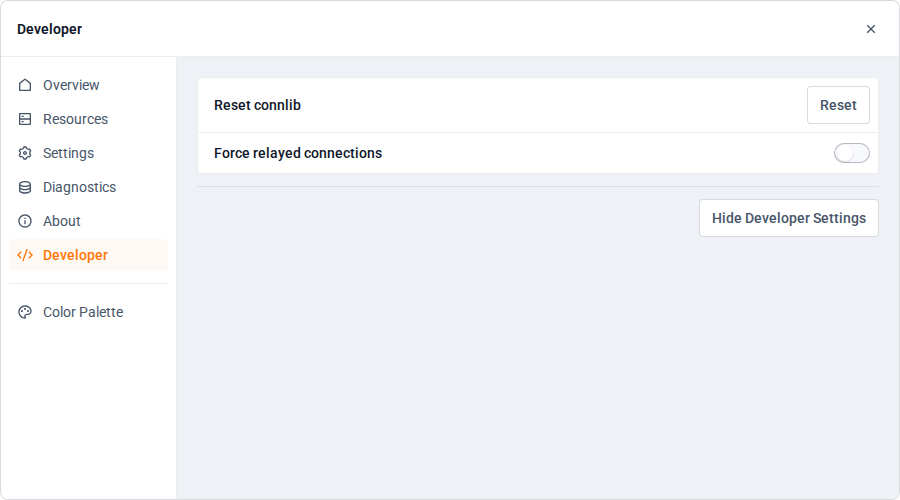 Developer
Overview
Resources
Settings
Diagnostics
About
Developer
Color Palette
Reset connlib
Reset
Force relayed connections
Hide Developer Settings